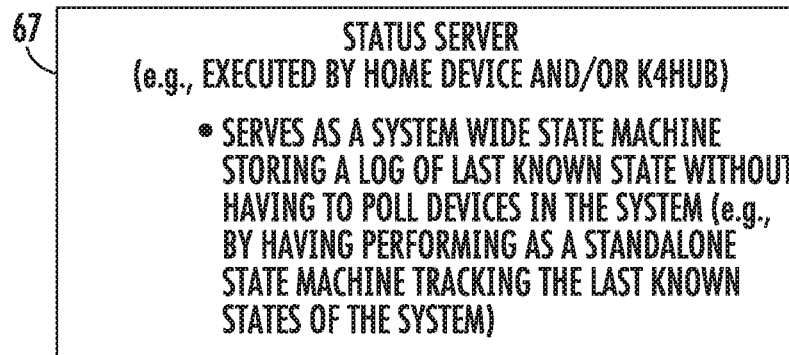 67
STATUS SERVER
(e.g., EXECUTED BY HOME DEVICE AND/OR K4HUB)
• SERVES AS A SYSTEM WIDE STATE MACHINE
STORING A LOG OF LAST KNOWN STATE WITHOUT
HAVING TO POLL DEVICES IN THE SYSTEM (e.g.,
BY HAVING PERFORMING AS A STANDALONE
STATE MACHINE TRACKING THE LAST KNOWN
STATES OF THE SYSTEM)